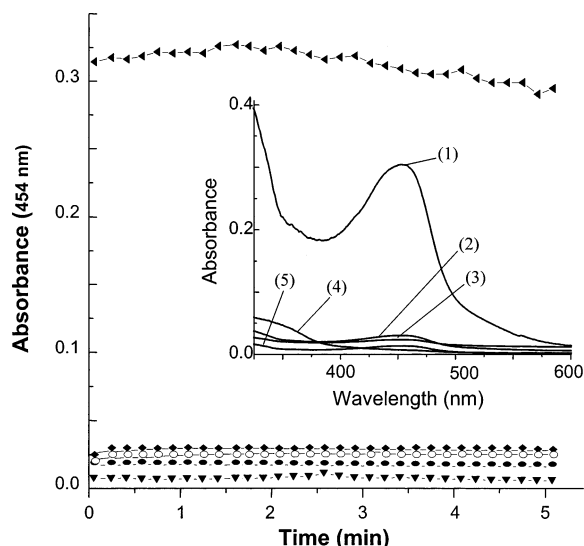 0.3
0.2
0.1
0.0
Absorbance (454 nm)
0 1 2 3 4 5
Time (min)
0.4
0.2
0.0
Absorbance
400 500 600
Wavelength (nm)
(1)
(2)
(3)
(4)
(5)